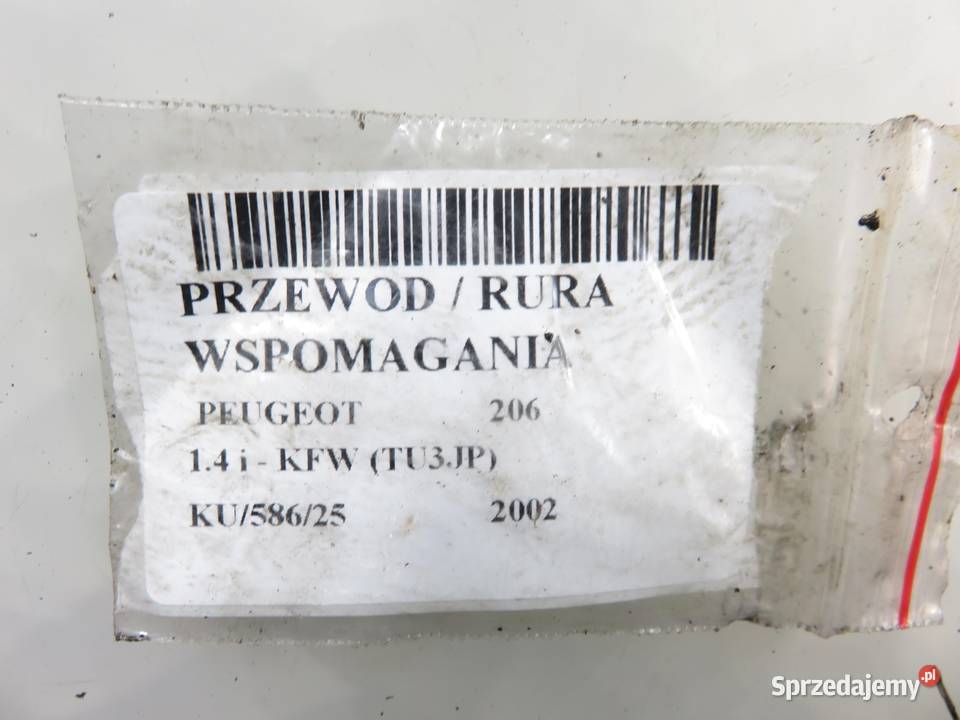 PRZEWOD / RURA
WSPOMAGANIA
PEUGEOT 206
1.4 i - KFW (TU3JP)
KU/586/25 2002
Sprzedajemy.pl